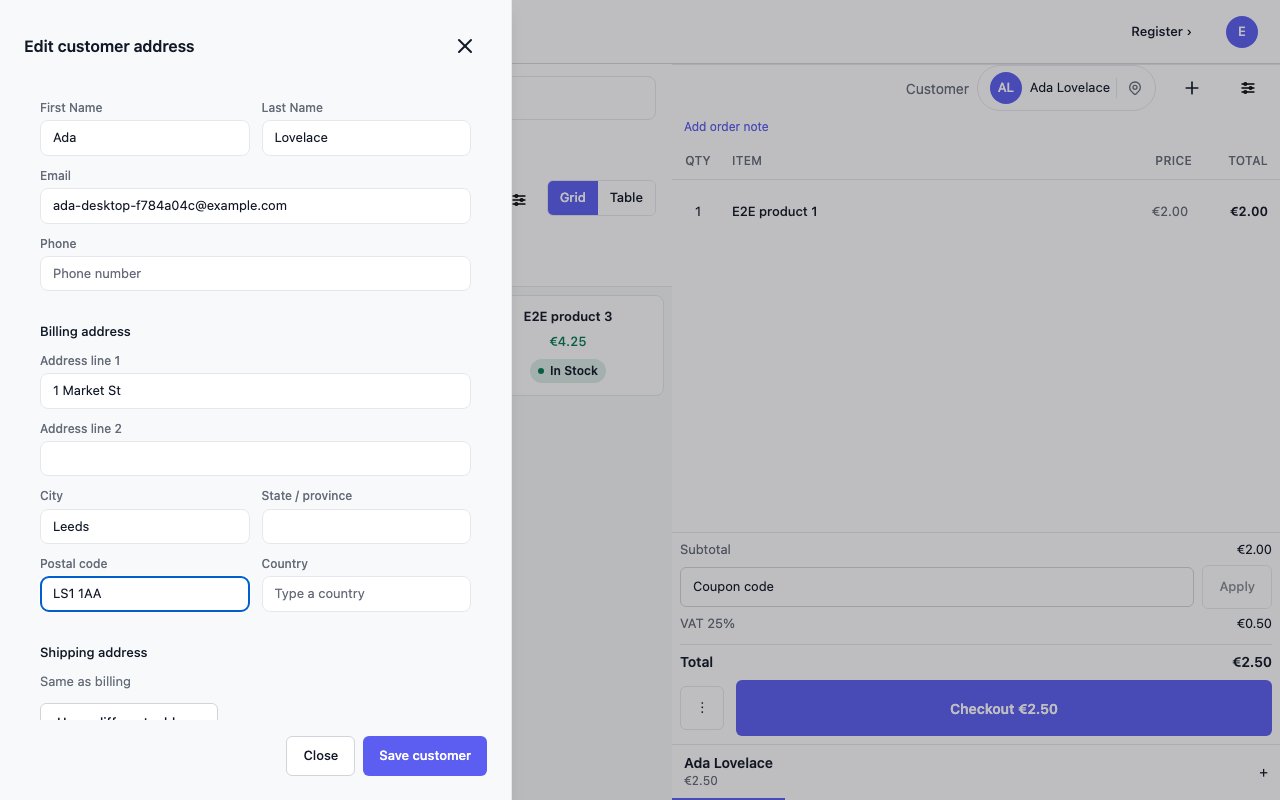 Edit customer address
First Name
Last Name
Ada
Lovelace
Email
ada-desktop-f784a04c@example.com
Phone
Phone number
Billing address
Address line 1
1 Market St
Address line 2
City
State / province
Leeds
Postal code
Country
LS1 1AA
Type a country
Shipping address
Same as billing
Close
Save customer
Register ›
E
Customer
AL
Ada Lovelace
Add order note
QTY
ITEM
PRICE
TOTAL
1
E2E product 1
€2.00
€2.00
Grid
Table
E2E product 3
€4.25
In Stock
Subtotal
€2.00
Coupon code
Apply
VAT 25%
€0.50
Total
€2.50
Checkout €2.50
Ada Lovelace
€2.50
+